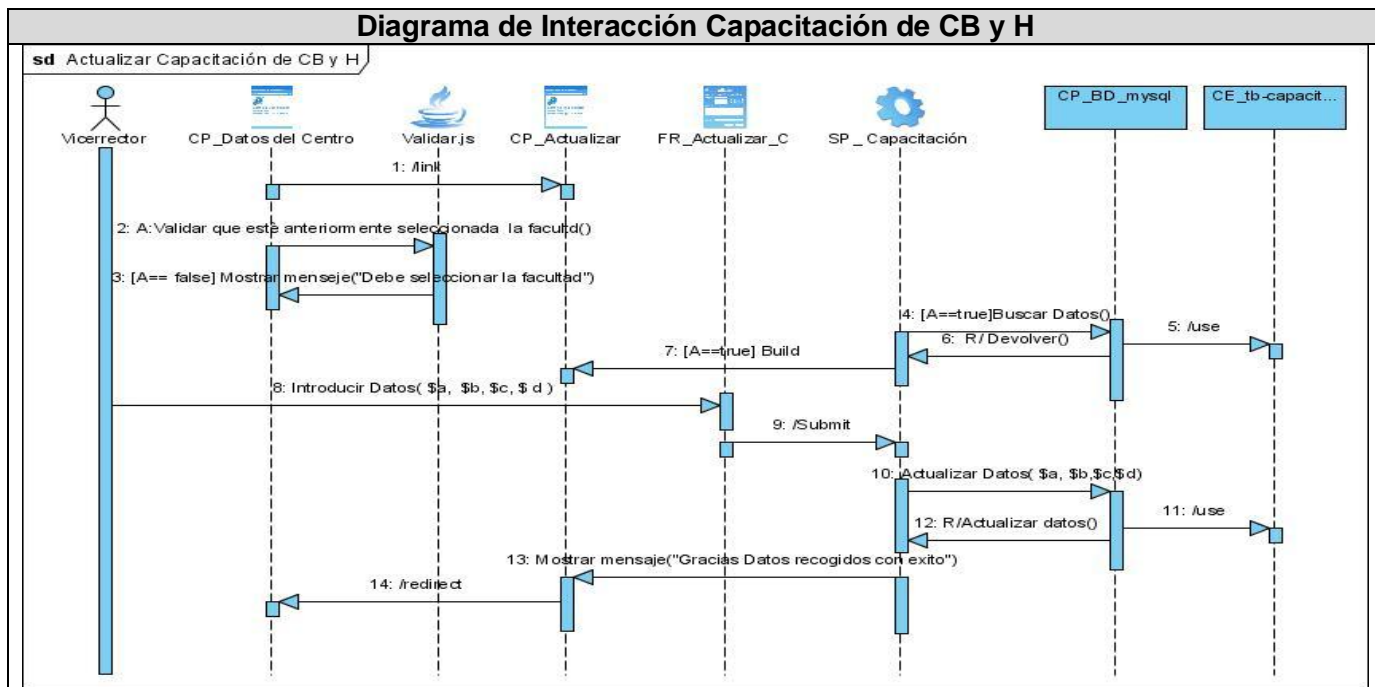 Diagrama de Interacción Capacitación de CB y H
sd Actualizar Capacitación de CB y H
Vicerrector
CP_Datos del Centro
Validar.js
CP_Actualizar
FR_Actualizar_C
SP_Capacitación
CP_BD_mysql
CE_tb-capacit...
1: /link
2: A:Validar que estè anteriormente seleccionada la facultd()
3: [A== false] Mostrar menseje("Debe seleccionar la facultad")
4: [A==true]Buscar Datos()
5: /use
6: R/ Devolver()
7: [A==true] Build
8: Introducir Datos( $a, $b, $c, $ d )
9: /Submit
10: Actualizar Datos( $a, $b,$c,$d)
11: /use
12: R/Actualizar datos()
13: Mostrar mensaje("Gracias Datos recogidos con exito")
14: /redirect